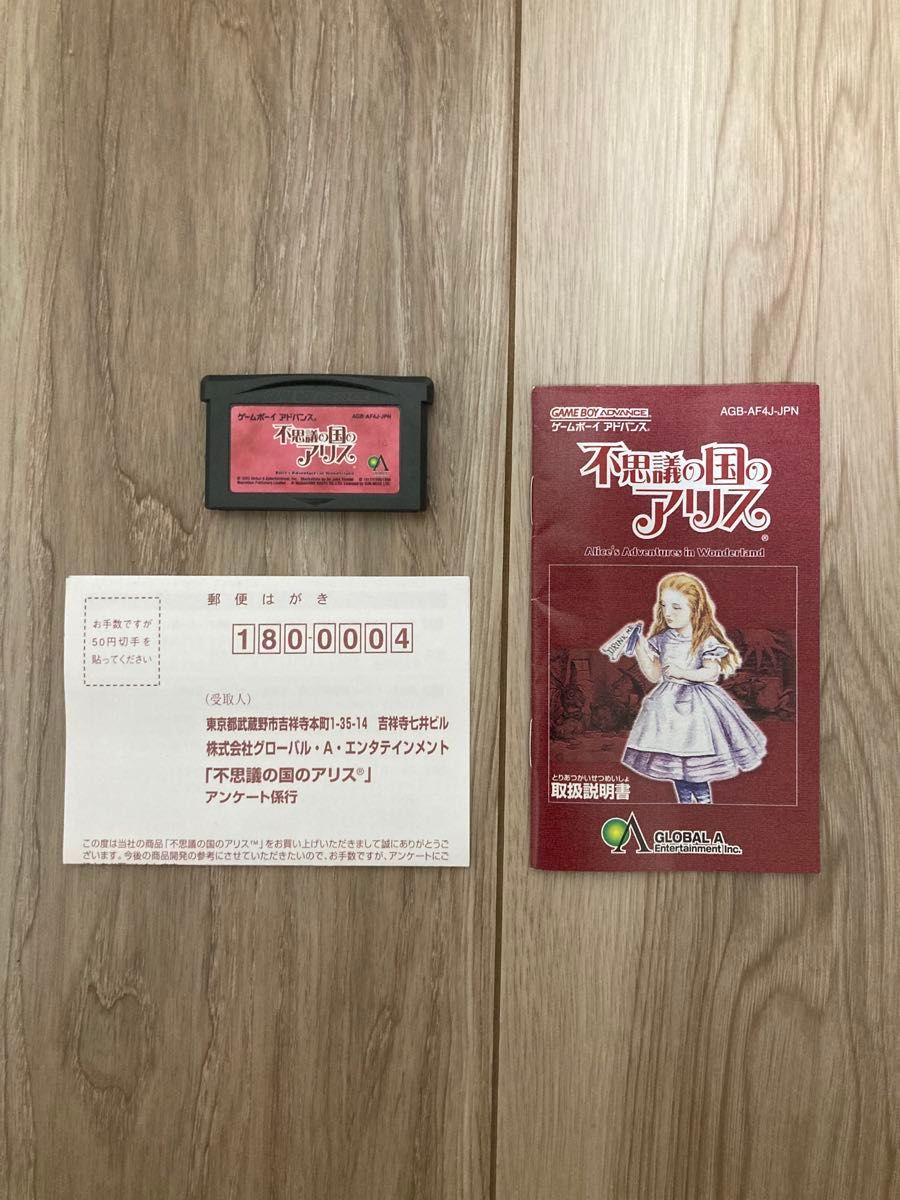 ゲームボーイ アドバンス®
AGB-AF4J-JPN
不思議の国の
アリス
Alice's Adventures in Wonderland
GAME BOY ADVANCE™
ゲームボーイ アドバンス®
AGB-AF4J-JPN
不思議の国の
アリス®
Alice's Adventures in Wonderland
DRINK ME
とりあつかいせつめいしょ
取扱説明書
GLOBAL A
Entertainment Inc.
郵便はがき
お手数ですが
50円切手を
貼ってください
180-0004
(受取人)
東京都武蔵野市吉祥寺本町1-35-14 吉祥寺七井ビル
株式会社グローバル・A・エンタテインメント
「不思議の国のアリス®」
アンケート係行
この度は当社の商品「不思議の国のアリス™」をお買い上げいただきまして誠にありがとうご
ざいます。今後の商品開発の参考にさせていただきたいので、お手数ですが、アンケートにご